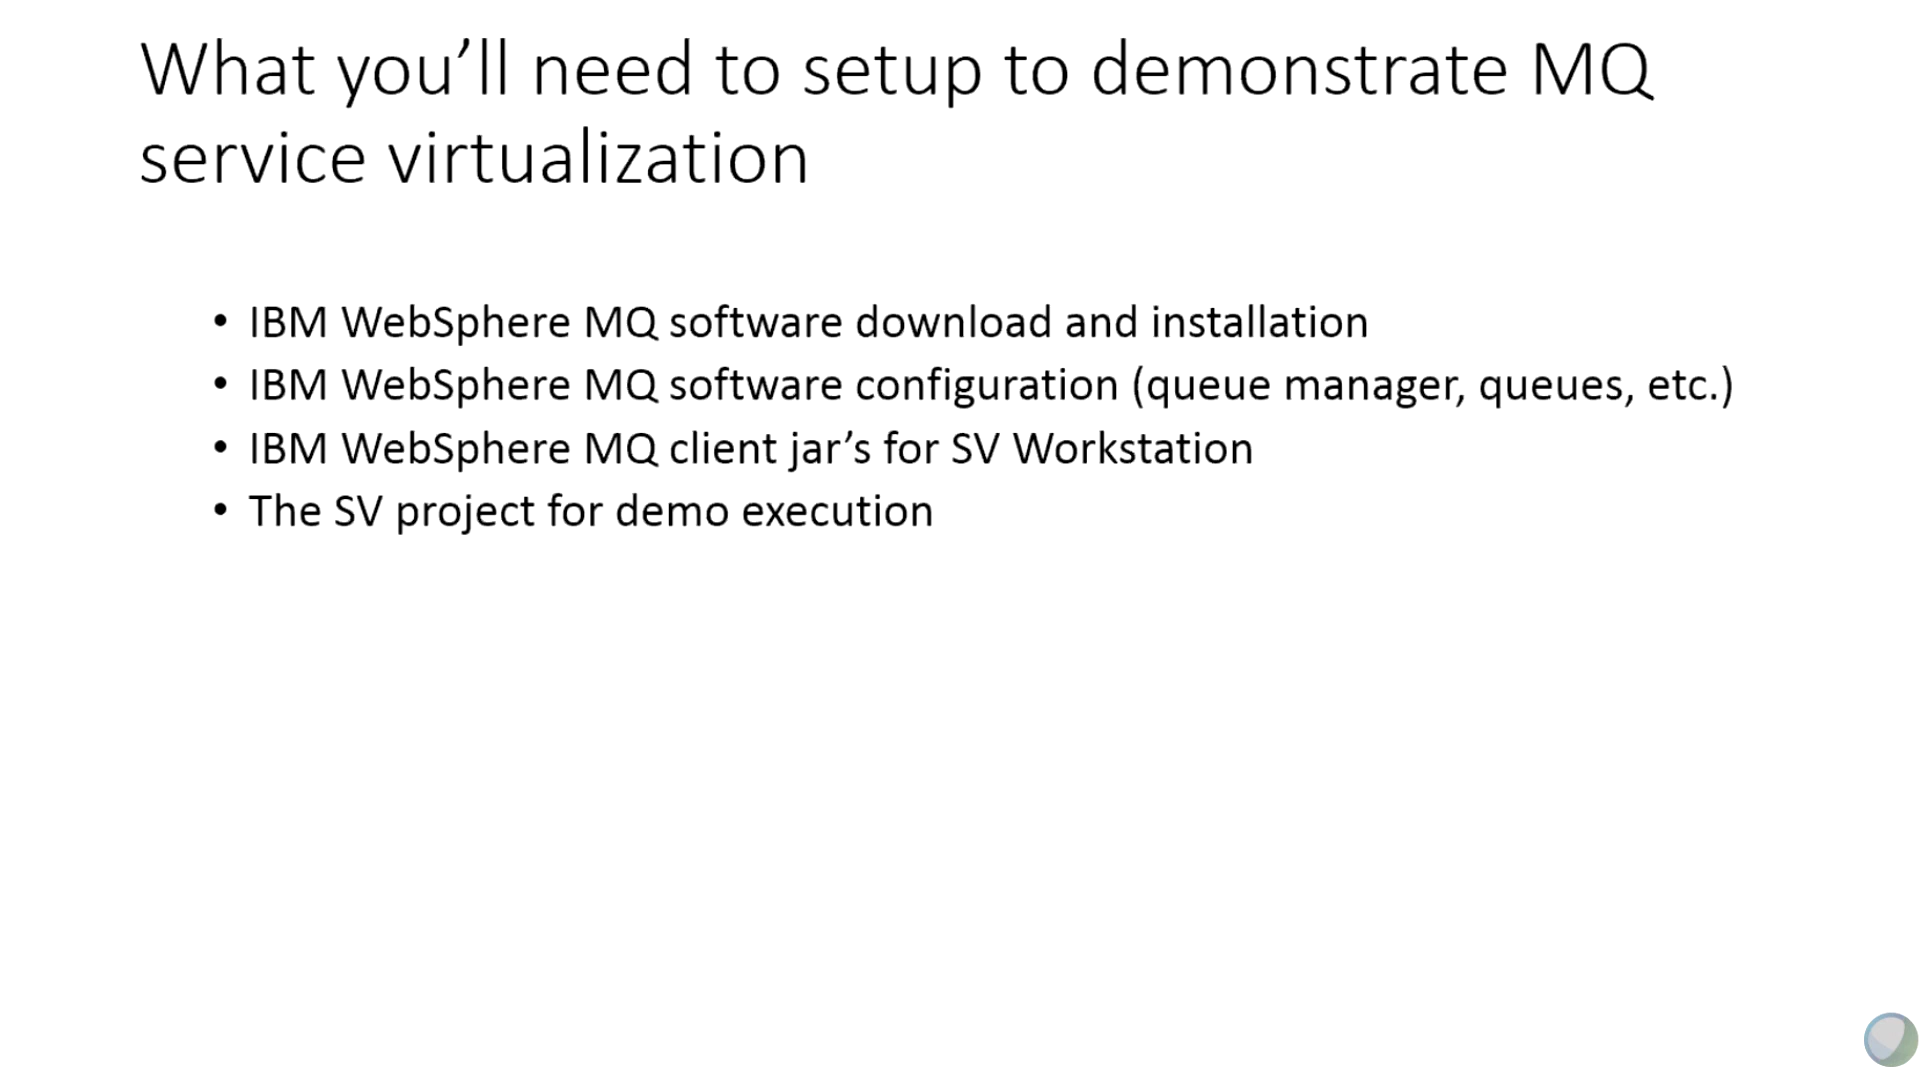 What you’ll need to setup to demonstrate MQ
service virtualization
• IBM WebSphere MQ software download and installation
• IBM WebSphere MQ software configuration (queue manager, queues, etc.)
• IBM WebSphere MQ client jar’s for SV Workstation
• The SV project for demo execution